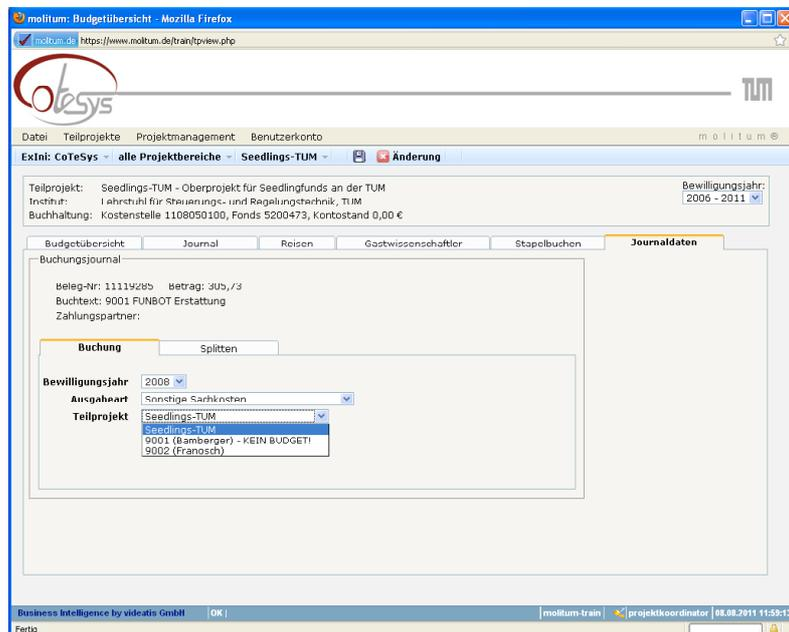 molitum: Budgetübersicht - Mozilla Firefox
molitum.de https://www.molitum.de/train/tpview.php
CoTeSys TUM
Datei Teilprojekte Projektmanagement Benutzerkonto molitum®
ExIni: CoTeSys alle Projektbereiche Seedlings-TUM Änderung
Teilprojekt: Seedlings-TUM - Oberprojekt für Seedlingfunds an der TUM Bewilligungsjahr:
Institut: Lehrstuhl für Steuerungs- und Regelungstechnik, TUM 2006 - 2011
Buchhaltung: Kostenstelle 1108050100, Fonds 5200473, Kontostand 0,00 €
Budgetübersicht Journal Reisen Gastwissenschaftler Stapelbuchen Journaldaten
Buchungsjournal
Beleg-Nr: 11119285 Betrag: 305,73
Buchtext: 9001 FUNBOT Erstattung
Zahlungspartner:
Buchung Splitten
Bewilligungsjahr 2008
Ausgabeart Sonstige Sachkosten
Teilprojekt Seedlings-TUM
Seedlings-TUM
9001 (Bamberger) - KEIN BUDGET!
9002 (Franosch)
Business Intelligence by videatis GmbH OK | molitum-train projektkoordinator 08.08.2011 11:59:13
Fertig